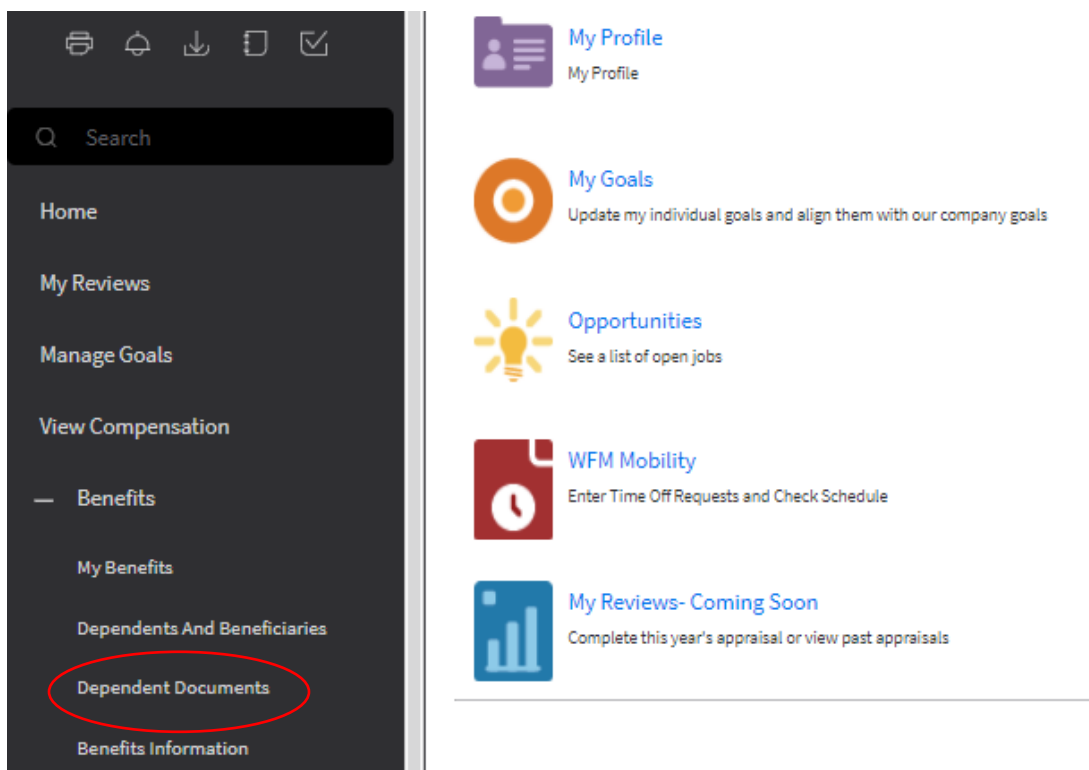 Search
Home
My Reviews
Manage Goals
View Compensation
Benefits
My Benefits
Dependents And Beneficiaries
Dependent Documents
Benefits Information
My Profile
My Profile
My Goals
Update my individual goals and align them with our company goals
Opportunities
See a list of open jobs
WFM Mobility
Enter Time Off Requests and Check Schedule
My Reviews- Coming Soon
Complete this year's appraisal or view past appraisals